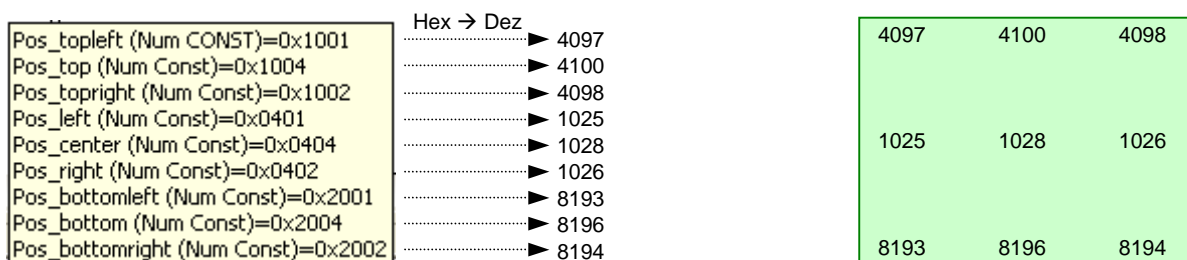 Hex → Dez
Pos_topleft (Num CONST)=0x1001 4097
Pos_top (Num Const)=0x1004 4100
Pos_topright (Num Const)=0x1002 4098
Pos_left (Num Const)=0x0401 1025
Pos_center (Num Const)=0x0404 1028
Pos_right (Num Const)=0x0402 1026
Pos_bottomleft (Num Const)=0x2001 8193
Pos_bottom (Num Const)=0x2004 8196
Pos_bottomright (Num Const)=0x2002 8194
4097 4100 4098
1025 1028 1026
8193 8196 8194